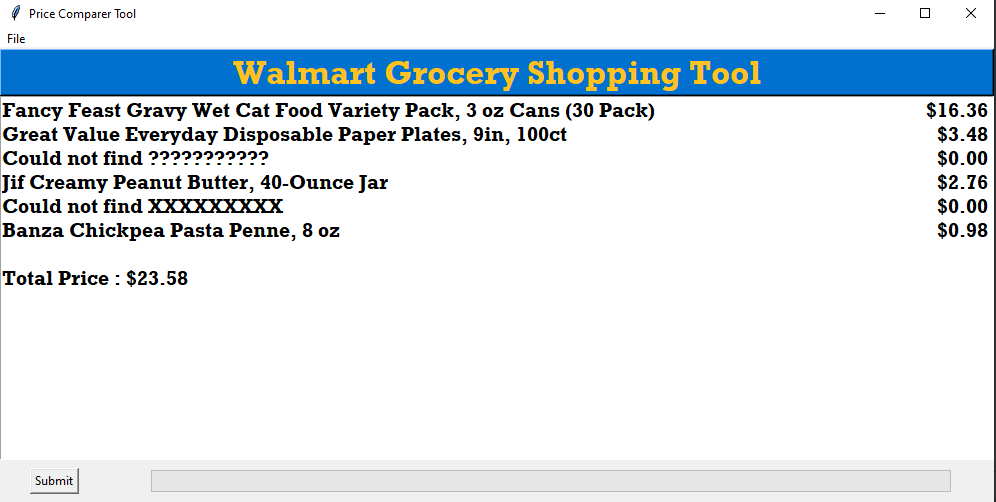 Price Comparer Tool
File
Walmart Grocery Shopping Tool
Fancy Feast Gravy Wet Cat Food Variety Pack, 3 oz Cans (30 Pack) $16.36
Great Value Everyday Disposable Paper Plates, 9in, 100ct $3.48
Could not find ??????????? $0.00
Jif Creamy Peanut Butter, 40-Ounce Jar $2.76
Could not find XXXXXXXXX $0.00
Banza Chickpea Pasta Penne, 8 oz $0.98
Total Price : $23.58
Submit